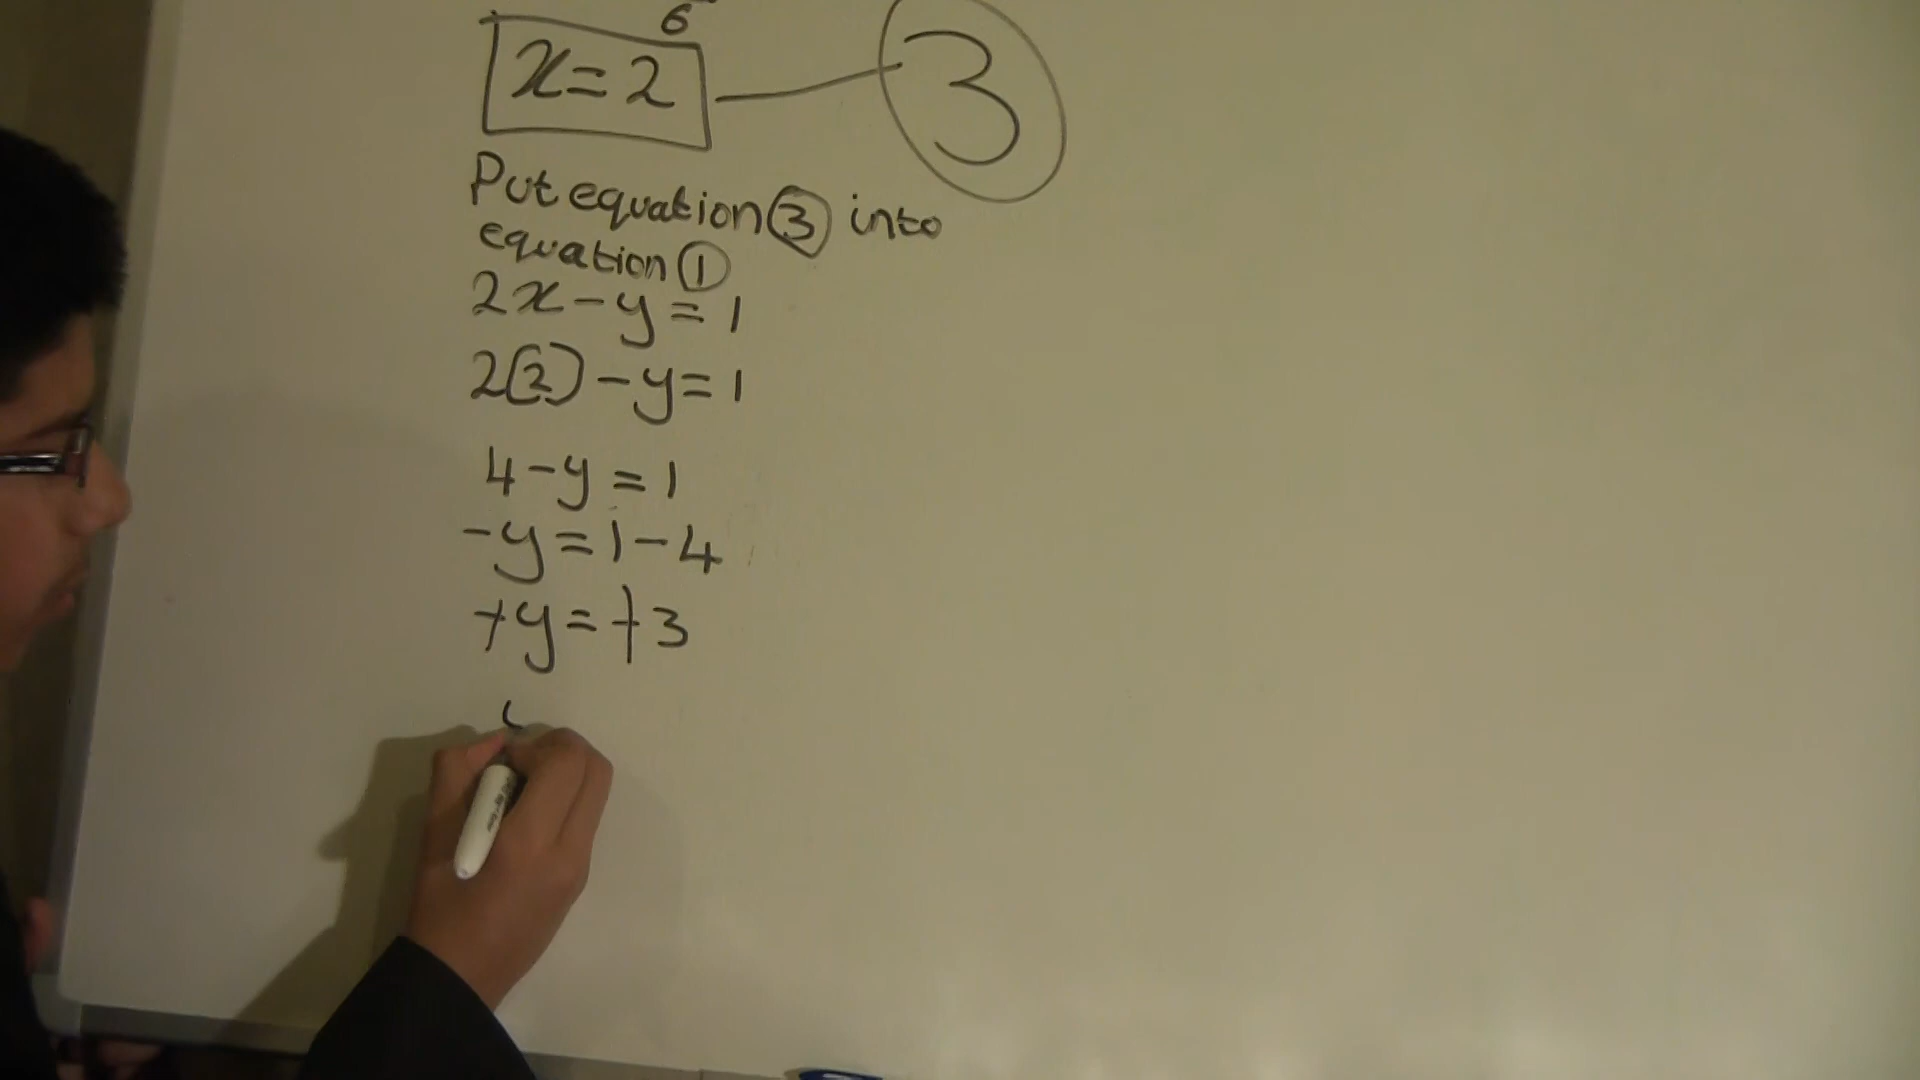 6
x=2 3
Put equation 3 into
equation 1
2x-y=1
2(2)-y=1
4-y=1
-y=1-4
+y=+3